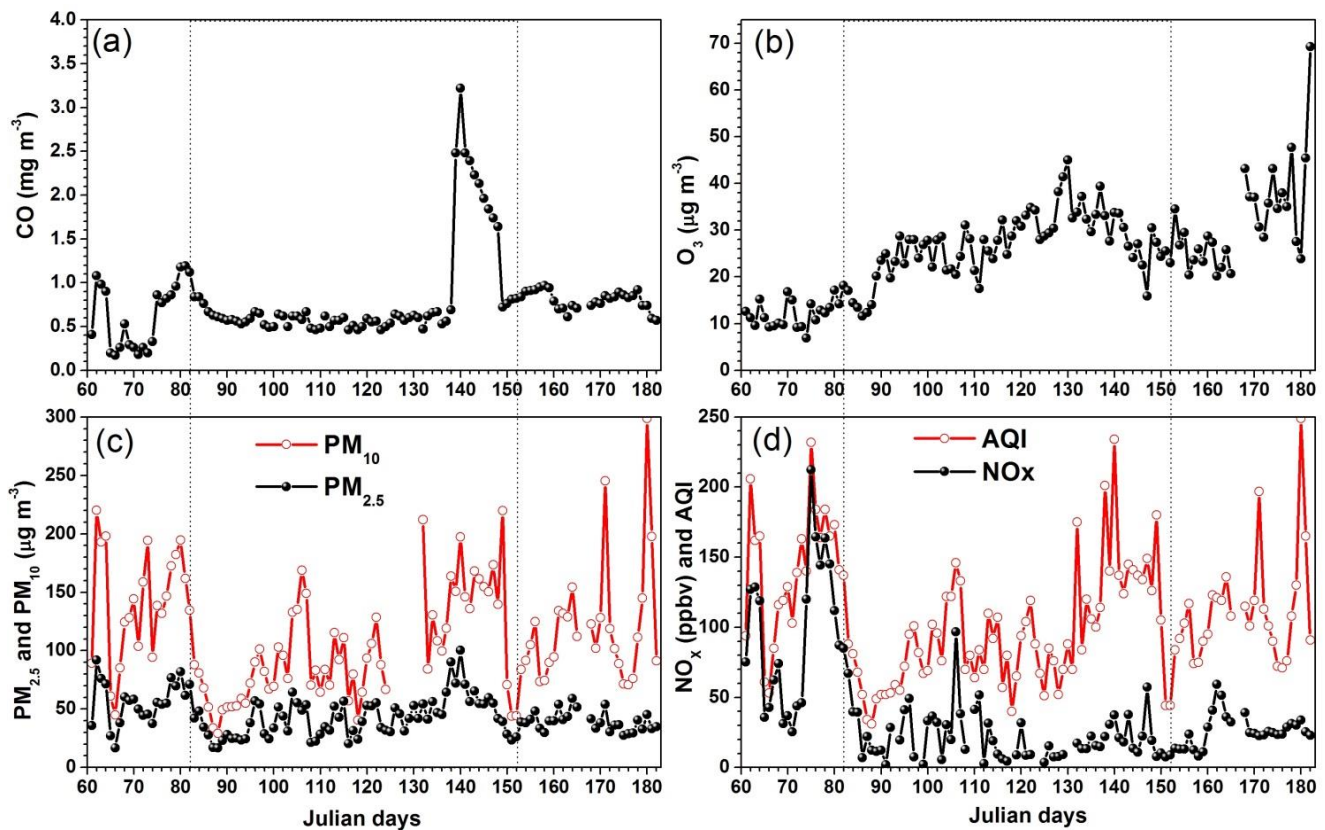 (a)
CO (mg m⁻³)
4.0
3.5
3.0
2.5
2.0
1.5
1.0
0.5
0.0
60 70 80 90 100 110 120 130 140 150 160 170 180
(b)
O₃ (μg m⁻³)
70
60
50
40
30
20
10
0
60 70 80 90 100 110 120 130 140 150 160 170 180
(c)
PM₁₀
PM₂.₅
PM₂.₅ and PM₁₀ (μg m⁻³)
300
250
200
150
100
50
0
60 70 80 90 100 110 120 130 140 150 160 170 180
Julian days
(d)
AQI
NOx
NOₓ (ppbv) and AQI
250
200
150
100
50
0
60 70 80 90 100 110 120 130 140 150 160 170 180
Julian days